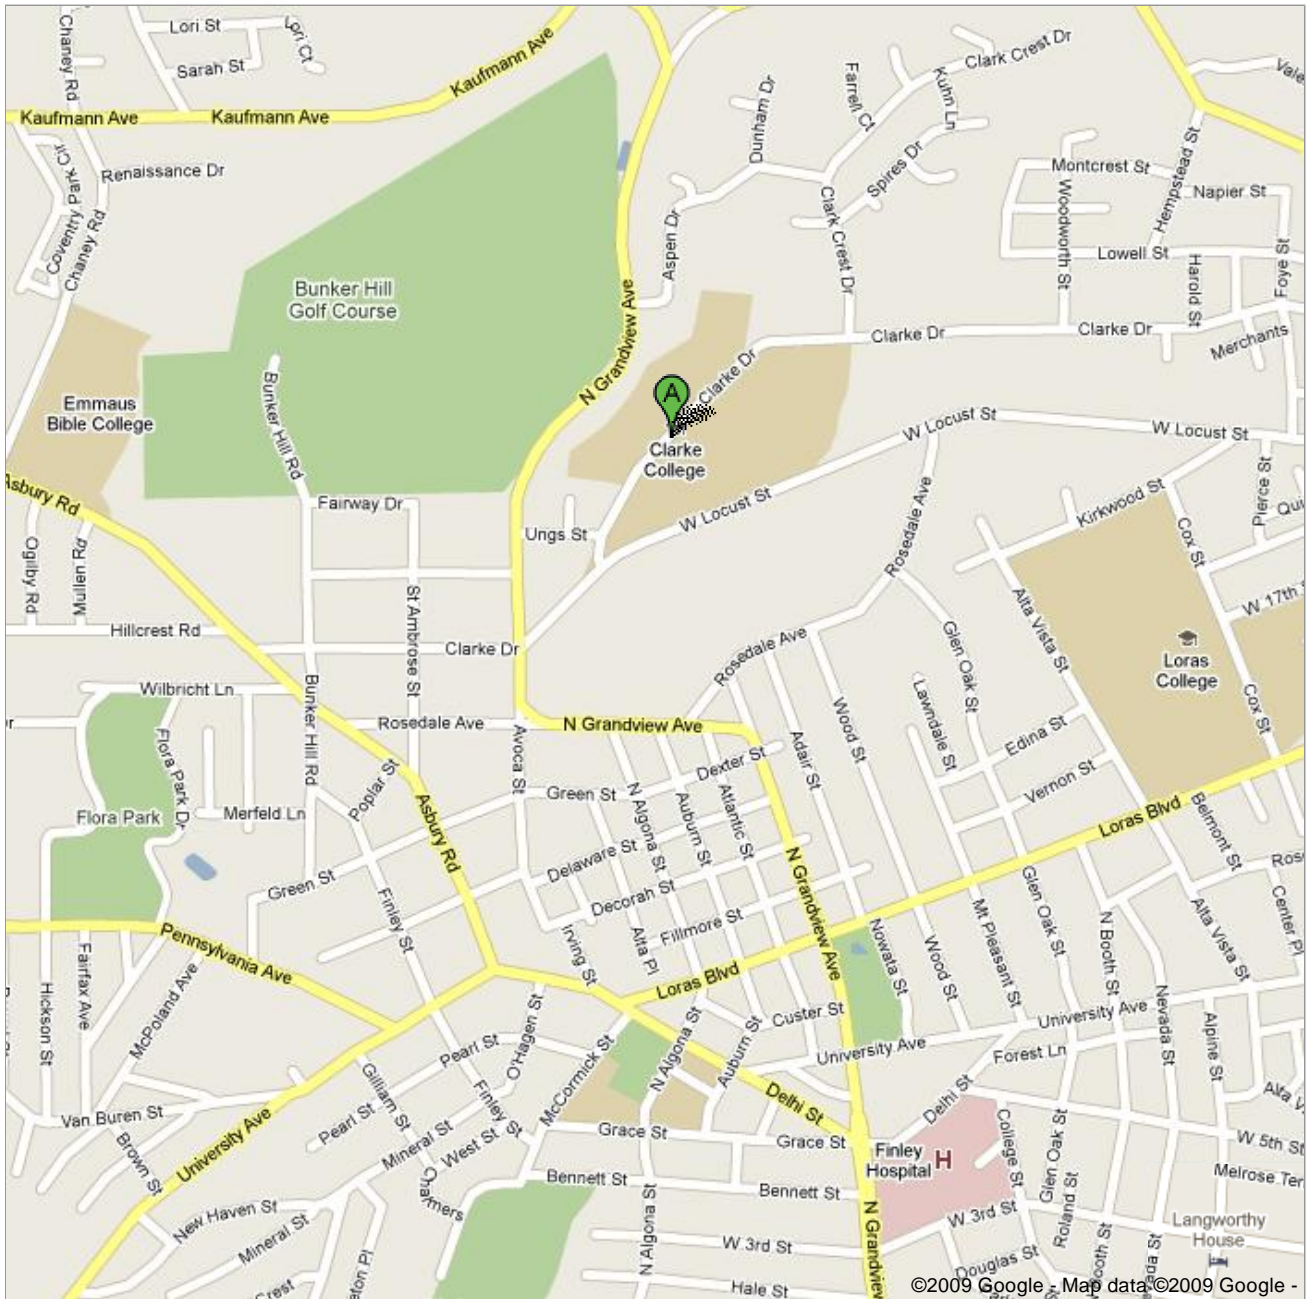 Lori St
Lori Ct
Chaney Rd
Sarah St
Kaufmann Ave
Kaufmann Ave
Kaufmann Ave
Clark Crest Dr
Kuhn Ln
Farrell Ct
Dunham Dr
Spires Dr
Montcrest St
Hempstead St
Napier St
Coventry Park Cir
Renaissance Dr
Chaney Rd
Aspen Dr
Clark Crest Dr
Woodworth St
Lowell St
Harold St
Foye St
Bunker Hill
Golf Course
N Grandview Ave
Clarke Dr
Clarke Dr
Clarke Dr
Merchants
A
Emmaus
Bible College
Bunker Hill Rd
Clarke
College
W Locust St
W Locust St
W Locust St
Asbury Rd
Fairway Dr
Ungs St
Rosedale Ave
Kirkwood St
Pierce St
Cox St
Ogilby Rd
Mullen Rd
St Ambrose St
Hillcrest Rd
Clarke Dr
Rosedale Ave
Glen Oak St
Alta Vista St
W 17th
Loras
College
Wilbricht Ln
Bunker Hill Rd
Rosedale Ave
N Grandview Ave
Avoca St
Wood St
Lawndale St
Edina St
Cox St
Flora Park Dr
Adair St
Dexter St
Vernon St
Poplar St
Green St
N Algona St
Auburn St
Atlantic St
Flora Park
Merfeld Ln
Asbury Rd
Loras Blvd
Belmont St
Delaware St
N Grandview Ave
Green St
Decorah St
Finley St
Fillmore St
Alta Pl
Irving St
Glen Oak St
Mt Pleasant St
N Booth St
Alta Vista St
Center Pl
Nowata St
Wood St
Pennsylvania Ave
Fairfax Ave
Loras Blvd
Hickson St
McPoland Ave
O'Hagen St
Custer St
University Ave
University Ave
Nevada St
Alpine St
Pearl St
McCormick St
N Algona St
Auburn St
Forest Ln
Gilliam St
Finley St
Delhi St
Delhi St
Van Buren St
Pearl St
Mineral St
West St
Grace St
Grace St
College St
Glen Oak St
W 5th St
Brown St
University Ave
Finley
Hospital
H
Melrose Ter
Bennett St
Bennett St
Roland St
New Haven St
Mineral St
N Algona St
W 3rd St
W 3rd St
Langworthy
House
N Grandview
Douglas St
Hale St
©2009 Google - Map data ©2009 Google -